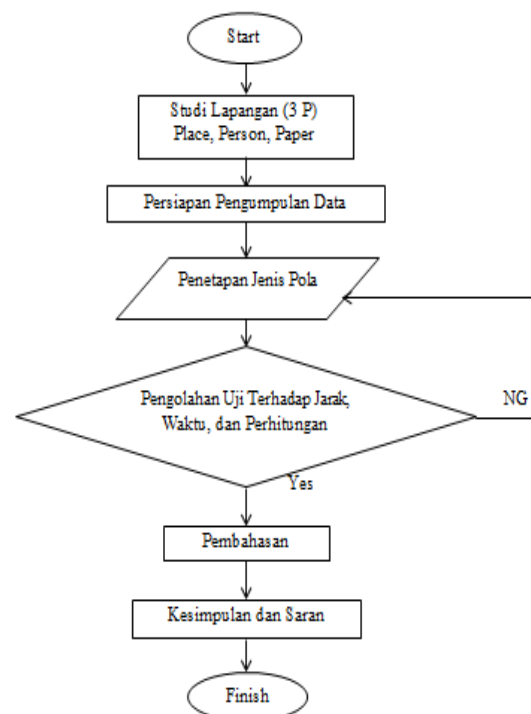 Start
Studi Lapangan (3 P)
Place, Person, Paper
Persiapan Pengumpulan Data
Penetapan Jenis Pola
Pengolahan Uji Terhadap Jarak,
Waktu, dan Perhitungan
NG
Yes
Pembahasan
Kesimpulan dan Saran
Finish